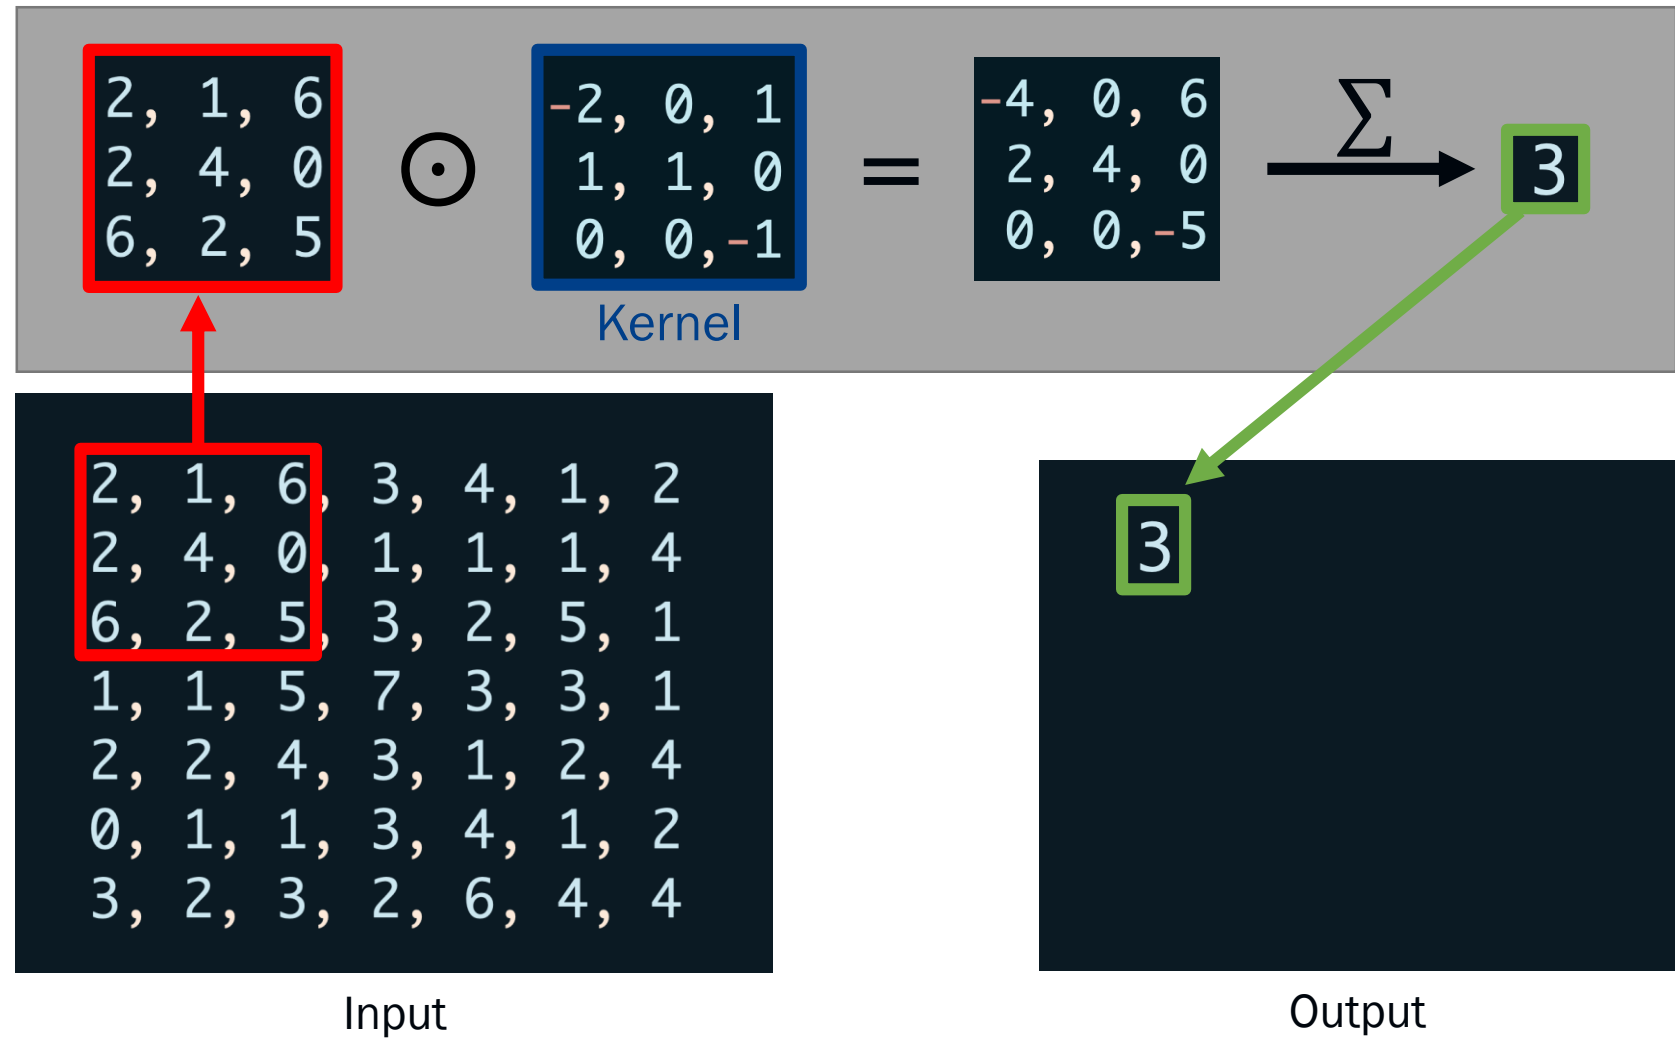 2, 1, 6
2, 4, 0
6, 2, 5
⊙
-2, 0, 1
1, 1, 0
0, 0,-1
Kernel
=
-4, 0, 6
2, 4, 0
0, 0,-5
∑
3
2, 1, 6, 3, 4, 1, 2
2, 4, 0, 1, 1, 1, 4
6, 2, 5, 3, 2, 5, 1
1, 1, 5, 7, 3, 3, 1
2, 2, 4, 3, 1, 2, 4
0, 1, 1, 3, 4, 1, 2
3, 2, 3, 2, 6, 4, 4
Input
3
Output